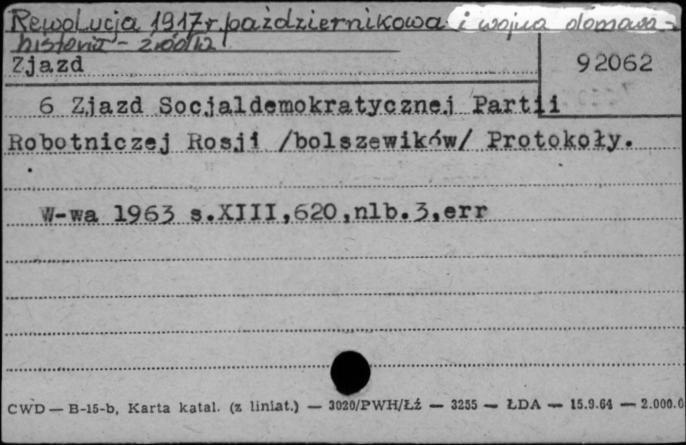 Rewolucja 1917 r. październikowa i wojna domowa -
historia - źródła
Zjazd
92062
6 Zjazd Socjaldemokratycznej Partii
Robotniczej Rosji /bolszewików/ Protokoły.
W-wa 1963 s.XIII,620,nlb.3,err
CWD — B-15-b, Karta katal. (z liniat.) — 3020/PWH/Łź — 3255 — ŁDA — 15.9.64 — 2.000.0